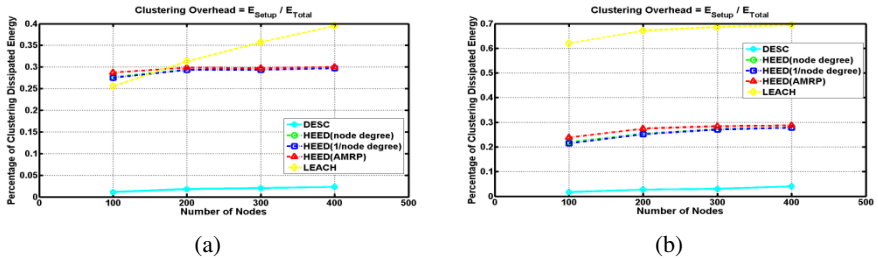 Clustering Overhead = E_Setup / E_Total
Percentage of Clustering Dissipated Energy
0.4
0.35
0.3
0.25
0.2
0.15
0.1
0.05
0
DESC
HEED(node degree)
HEED(1/node degree)
HEED(AMRP)
LEACH
0 100 200 300 400 500
Number of Nodes
(a)
Clustering Overhead = E_Setup / E_Total
Percentage of Clustering Dissipated Energy
0.7
0.6
0.5
0.4
0.3
0.2
0.1
0
DESC
HEED(node degree)
HEED(1/node degree)
HEED(AMRP)
LEACH
0 100 200 300 400 500
Number of Nodes
(b)